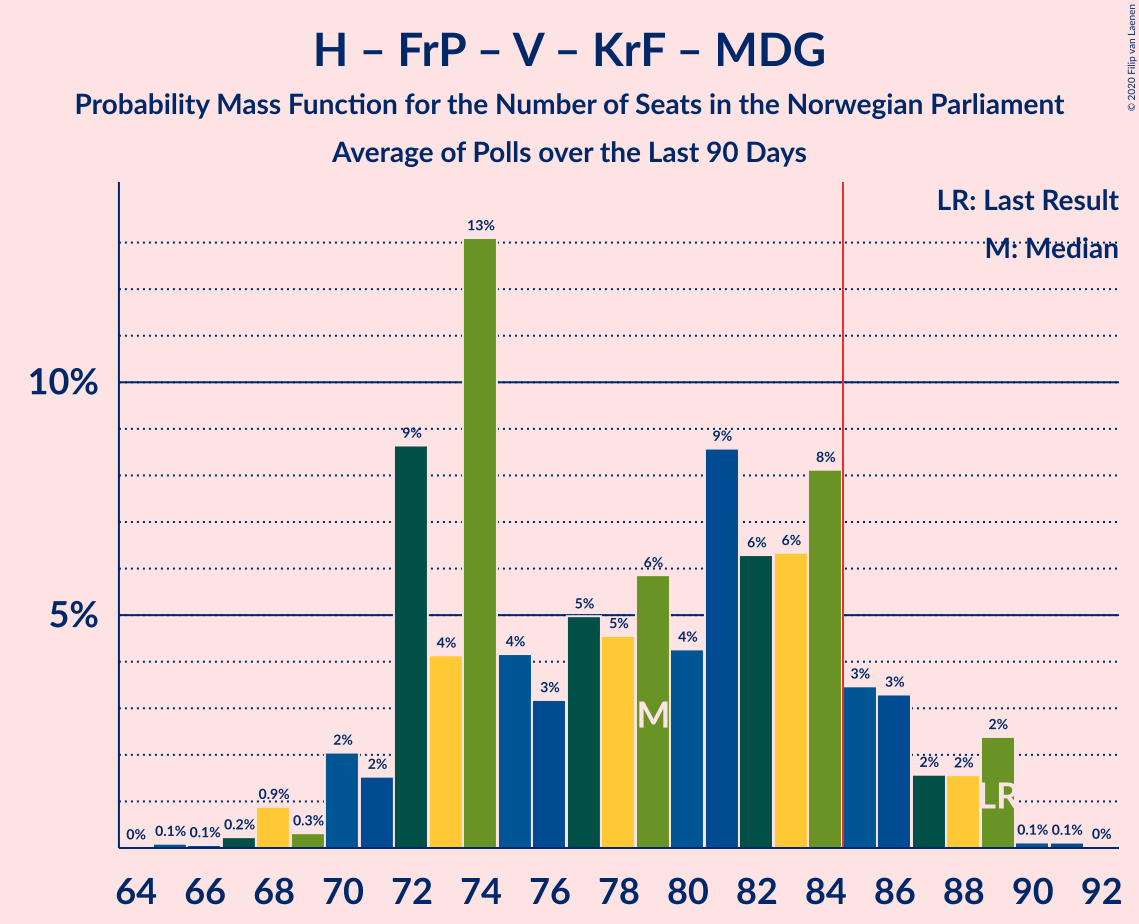 H – FrP – V – KrF – MDG
Probability Mass Function for the Number of Seats in the Norwegian Parliament
Average of Polls over the Last 90 Days
© 2020 Filip van Laenen
LR: Last Result
M: Median
10%
5%
0% 0.1% 0.1% 0.2% 0.9% 0.3% 2% 2% 9% 4% 13% 4% 3% 5% 5% 6% 4% 9% 6% 6% 8% 3% 3% 2% 2% 2% 0.1% 0.1% 0%
M
LR
64 66 68 70 72 74 76 78 80 82 84 86 88 90 92